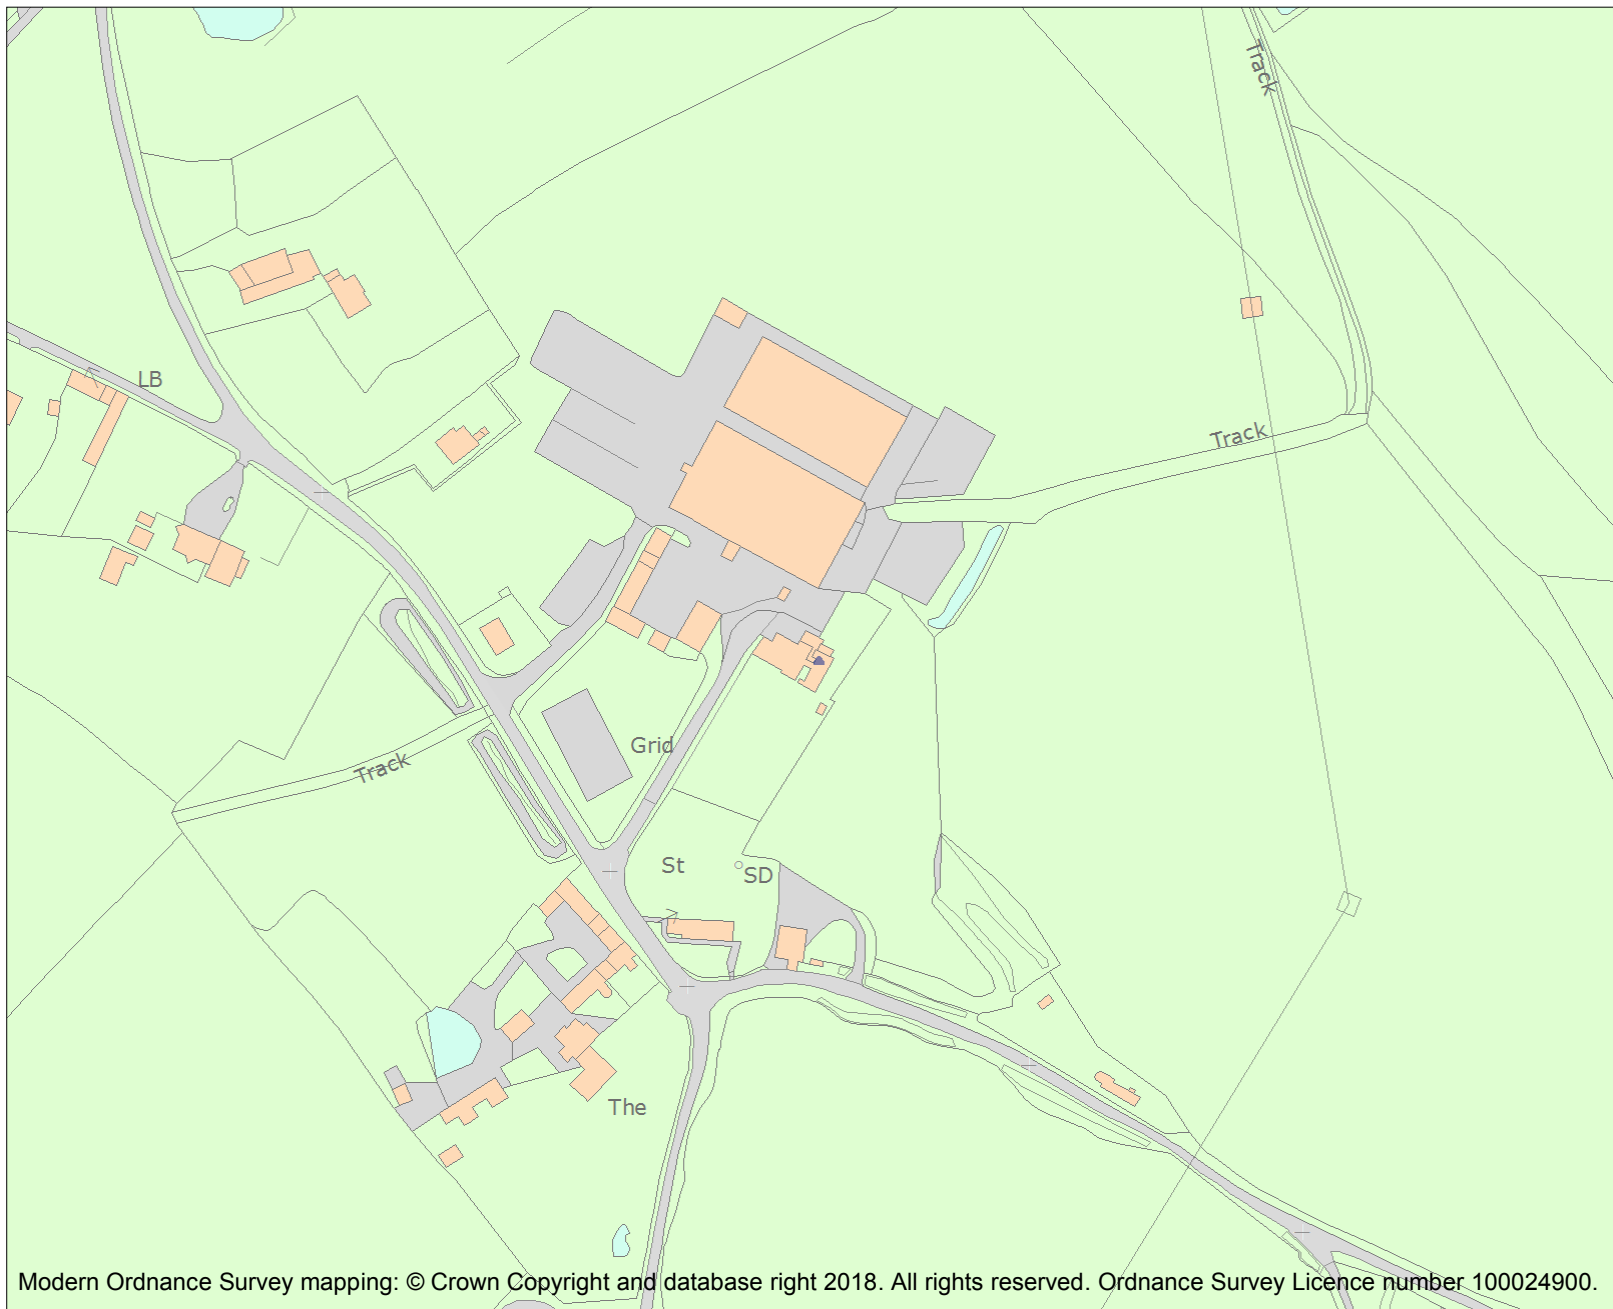 Track
LB
Track
Grid
Track
St
SD
The
Modern Ordnance Survey mapping: © Crown Copyright and database right 2018. All rights reserved. Ordnance Survey Licence number 100024900.